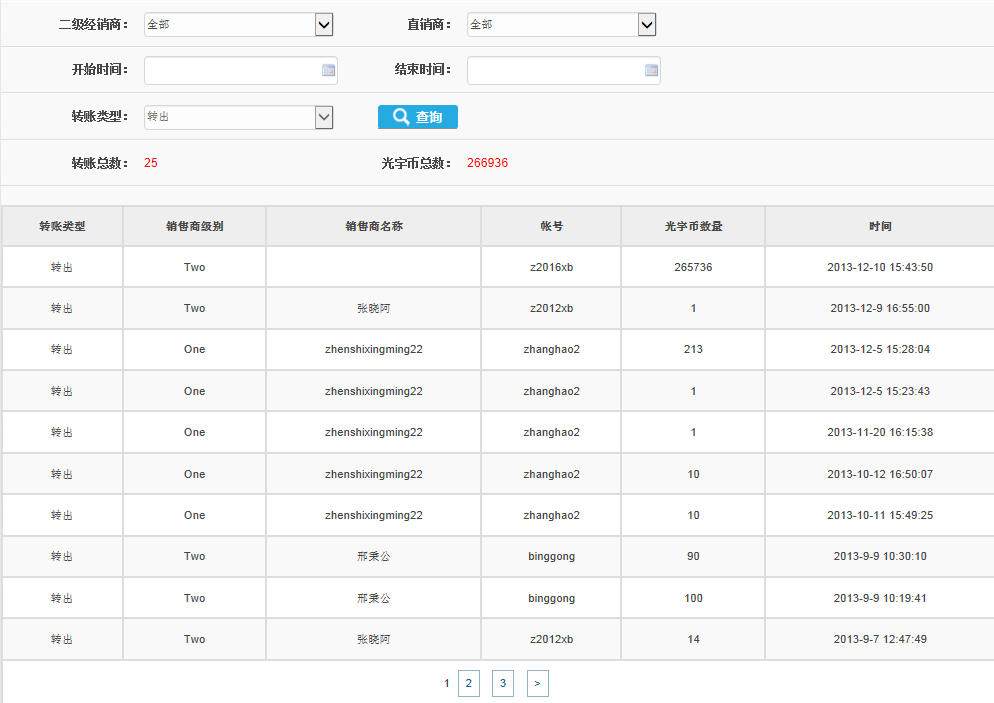 二级经销商： 全部 直销商： 全部
开始时间： 结束时间：
转账类型： 转出 查询
转账总数： 25 光宇币总数： 266936
转账类型 销售商级别 销售商名称 帐号 光宇币数量 时间
转出 Two z2016xb 265736 2013-12-10 15:43:50
转出 Two 张晓阿 z2012xb 1 2013-12-9 16:55:00
转出 One zhenshixingming22 zhanghao2 213 2013-12-5 15:28:04
转出 One zhenshixingming22 zhanghao2 1 2013-12-5 15:23:43
转出 One zhenshixingming22 zhanghao2 1 2013-11-20 16:15:38
转出 One zhenshixingming22 zhanghao2 10 2013-10-12 16:50:07
转出 One zhenshixingming22 zhanghao2 10 2013-10-11 15:49:25
转出 Two 邢秉公 binggong 90 2013-9-9 10:30:10
转出 Two 邢秉公 binggong 100 2013-9-9 10:19:41
转出 Two 张晓阿 z2012xb 14 2013-9-7 12:47:49
1 2 3 >